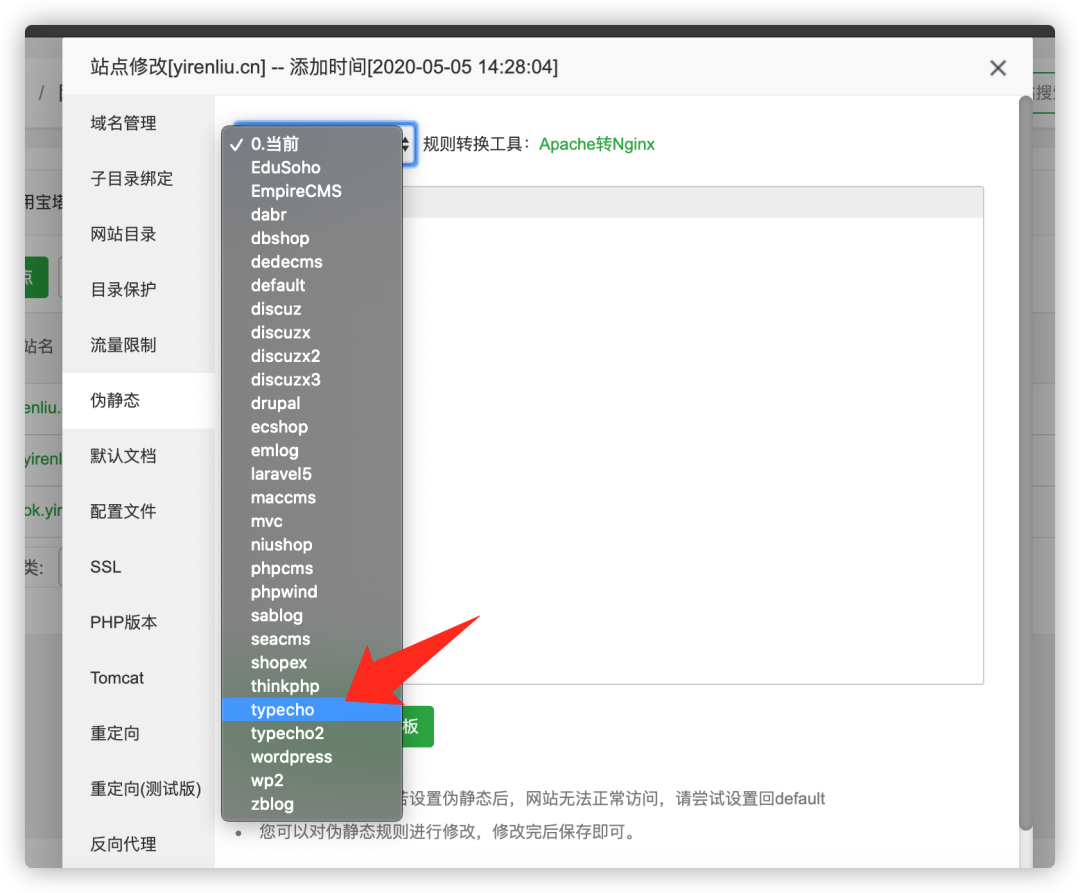 站点修改[yirenliu.cn] -- 添加时间[2020-05-05 14:28:04]
/
域名管理
子目录绑定
网站目录
目录保护
流量限制
伪静态
默认文档
配置文件
SSL
PHP版本
Tomcat
重定向
重定向(测试版)
反向代理
用宝塔
点
站名
enliu.
yirenl
ok.yir
类:
✓ 0.当前
EduSoho
EmpireCMS
dabr
dbshop
dedecms
default
discuz
discuzx
discuzx2
discuzx3
drupal
ecshop
emlog
laravel5
maccms
mvc
niushop
phpcms
phpwind
sablog
seacms
shopex
thinkphp
typecho
typecho2
wordpress
wp2
zblog
规则转换工具：Apache转Nginx
板
若设置伪静态后，网站无法正常访问，请尝试设置回default
• 您可以对伪静态规则进行修改，修改完后保存即可。